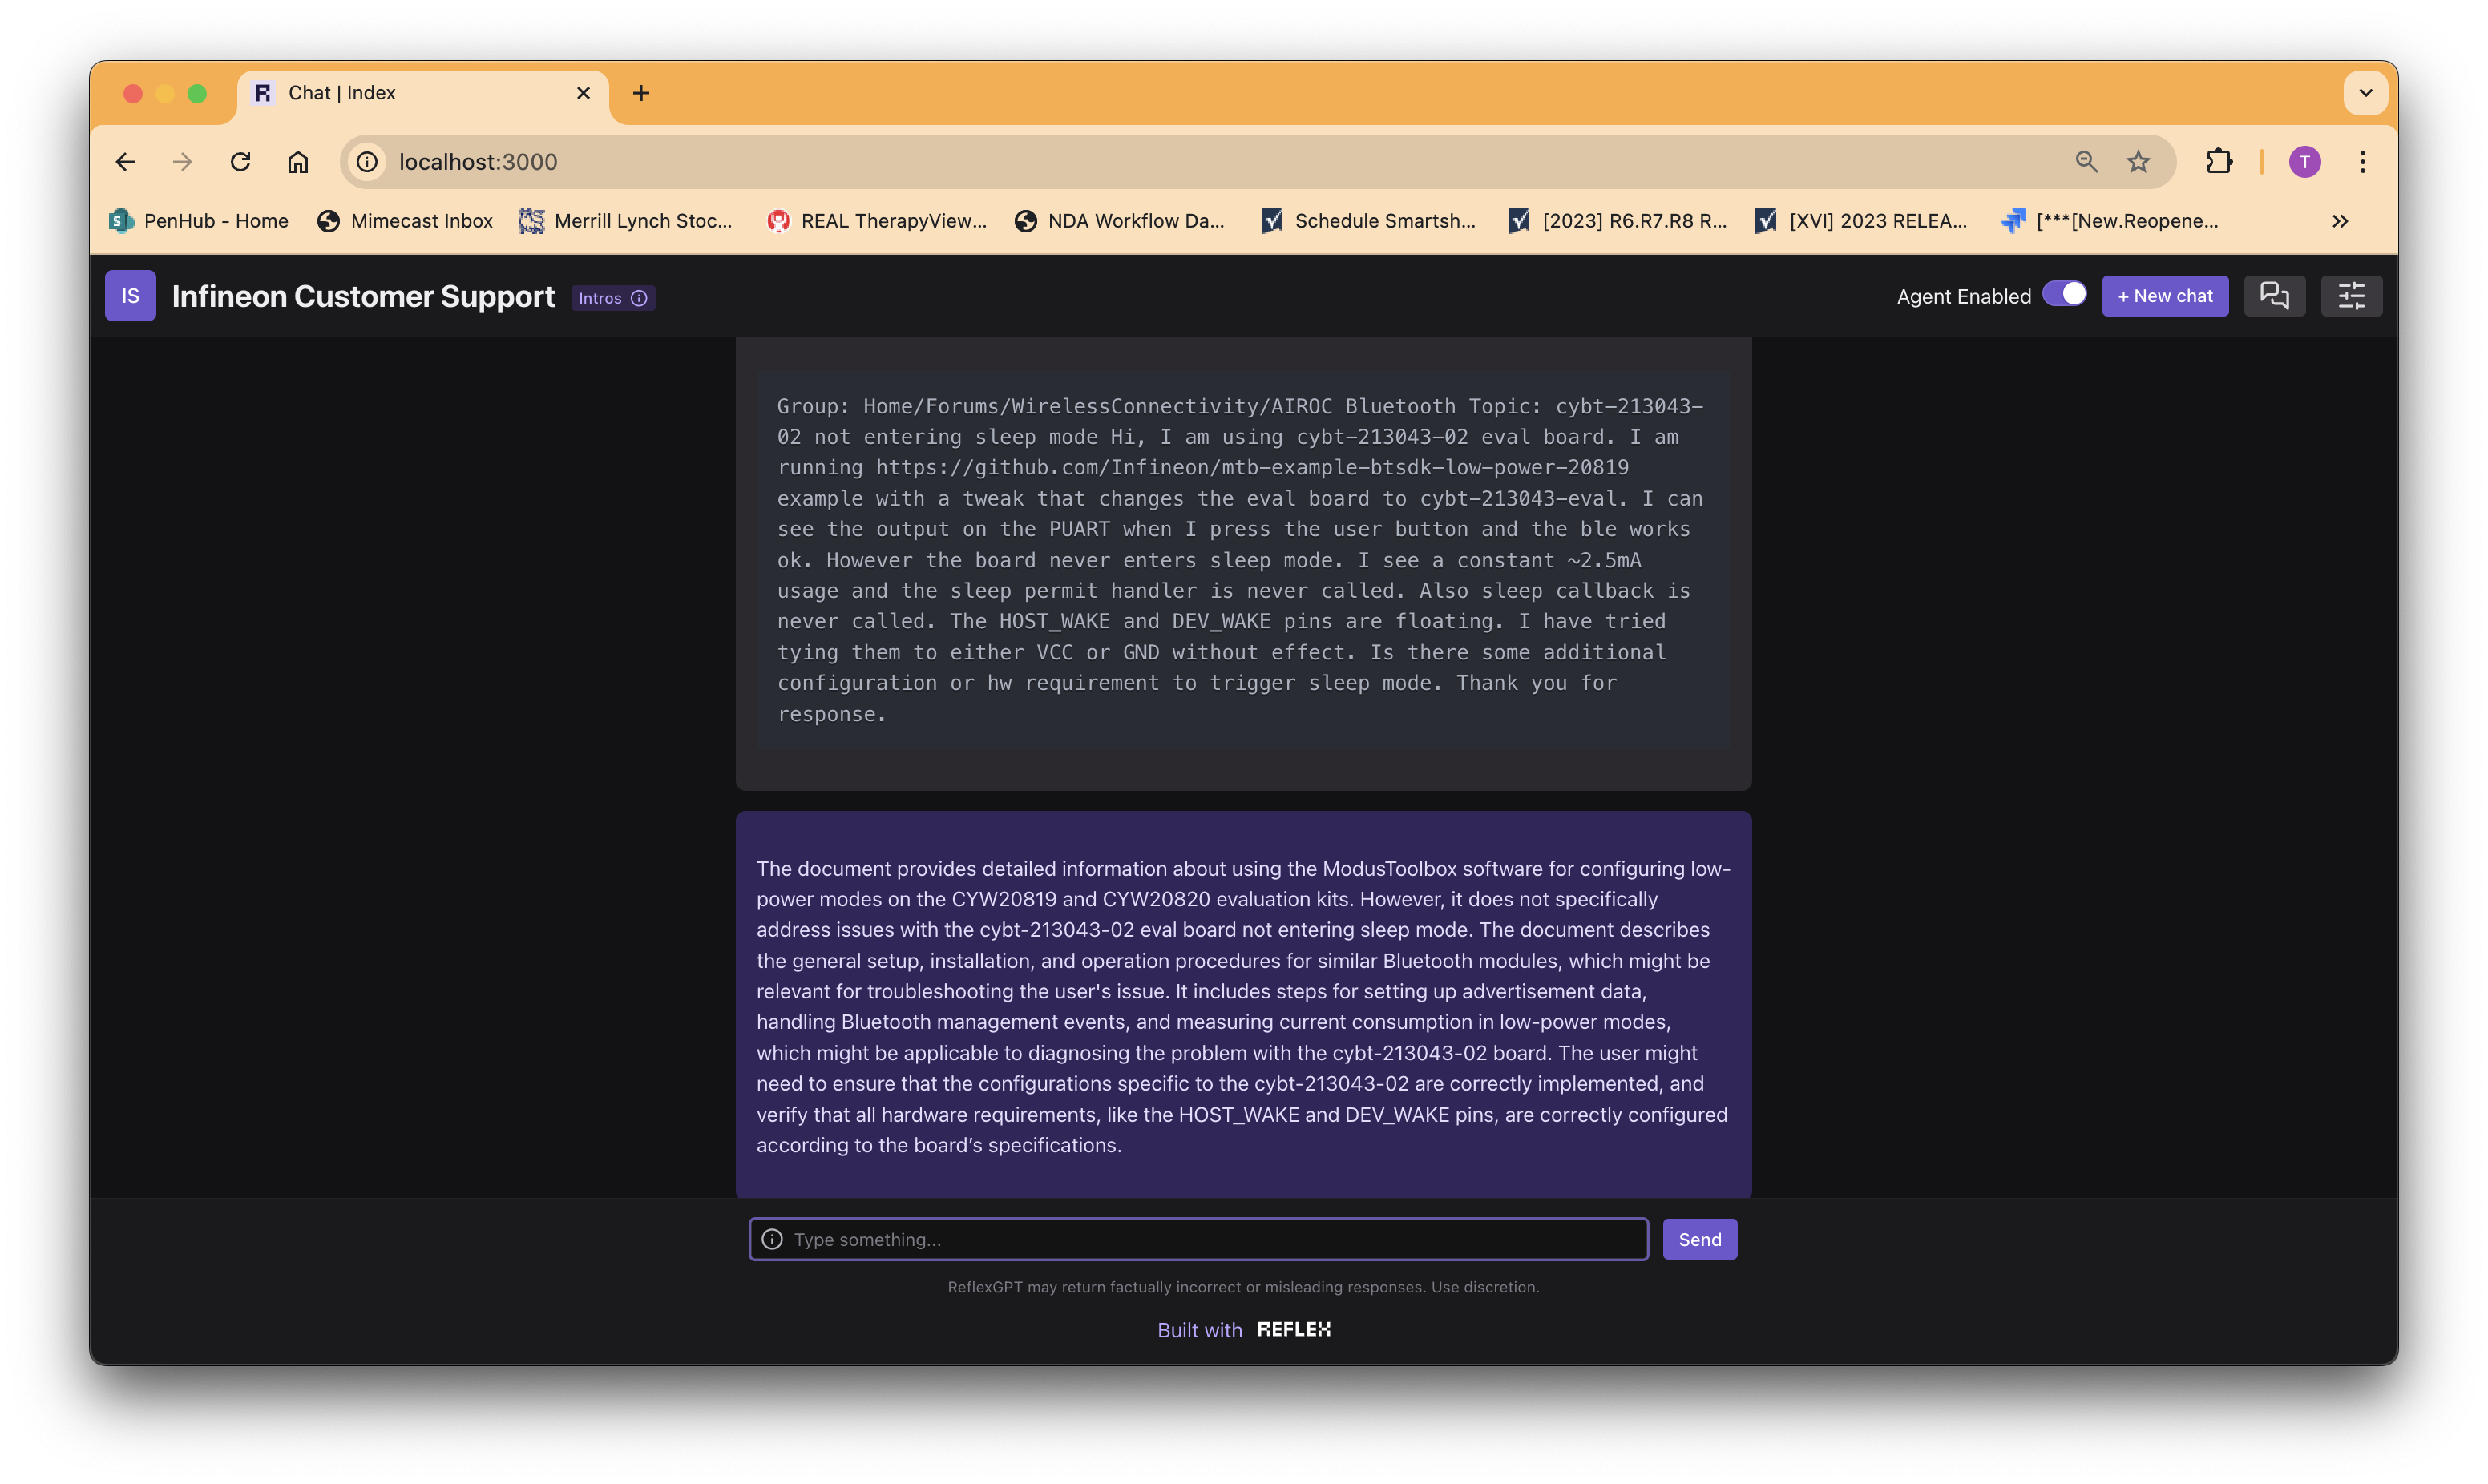 Chat | Index
localhost:3000
T
PenHub - Home
Mimecast Inbox
Merrill Lynch Stoc...
REAL TherapyView...
NDA Workflow Da...
Schedule Smartsh...
[2023] R6.R7.R8 R...
[XVI] 2023 RELEA...
[***[New.Reopene...
IS
Infineon Customer Support
Intros
Agent Enabled
+ New chat
Group: Home/Forums/WirelessConnectivity/AIROC Bluetooth Topic: cybt-213043-
02 not entering sleep mode Hi, I am using cybt-213043-02 eval board. I am
running https://github.com/Infineon/mtb-example-btsdk-low-power-20819
example with a tweak that changes the eval board to cybt-213043-eval. I can
see the output on the PUART when I press the user button and the ble works
ok. However the board never enters sleep mode. I see a constant ~2.5mA
usage and the sleep permit handler is never called. Also sleep callback is
never called. The HOST_WAKE and DEV_WAKE pins are floating. I have tried
tying them to either VCC or GND without effect. Is there some additional
configuration or hw requirement to trigger sleep mode. Thank you for
response.
The document provides detailed information about using the ModusToolbox software for configuring low-
power modes on the CYW20819 and CYW20820 evaluation kits. However, it does not specifically
address issues with the cybt-213043-02 eval board not entering sleep mode. The document describes
the general setup, installation, and operation procedures for similar Bluetooth modules, which might be
relevant for troubleshooting the user's issue. It includes steps for setting up advertisement data,
handling Bluetooth management events, and measuring current consumption in low-power modes,
which might be applicable to diagnosing the problem with the cybt-213043-02 board. The user might
need to ensure that the configurations specific to the cybt-213043-02 are correctly implemented, and
verify that all hardware requirements, like the HOST_WAKE and DEV_WAKE pins, are correctly configured
according to the board’s specifications.
Type something...
Send
ReflexGPT may return factually incorrect or misleading responses. Use discretion.
Built with REFLEX